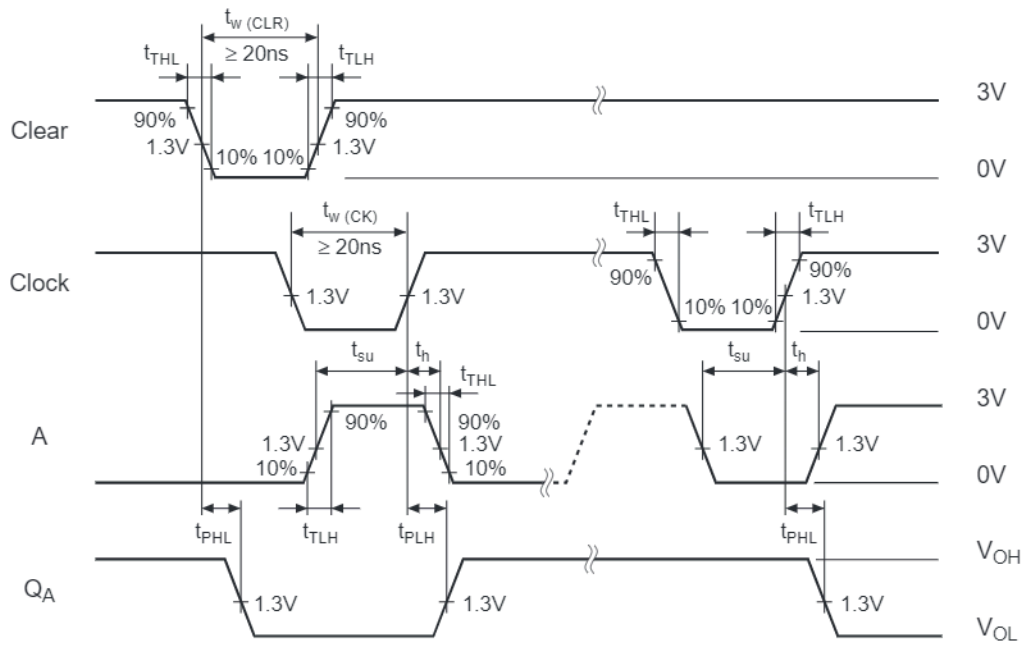 tw (CLR)
tTHL ≥ 20ns tTLH
3V
90% 90%
Clear
1.3V 1.3V
10% 10%
0V
tw (CK) tTHL tTLH
≥ 20ns
3V
90% 90%
Clock
1.3V 1.3V 10% 10% 1.3V
0V
tsu th tsu th
tTHL
3V
90% 90%
A
1.3V 1.3V 1.3V 1.3V
10% 10%
0V
tPHL tTLH tPLH tPHL
VOH
QA
1.3V 1.3V 1.3V
VOL